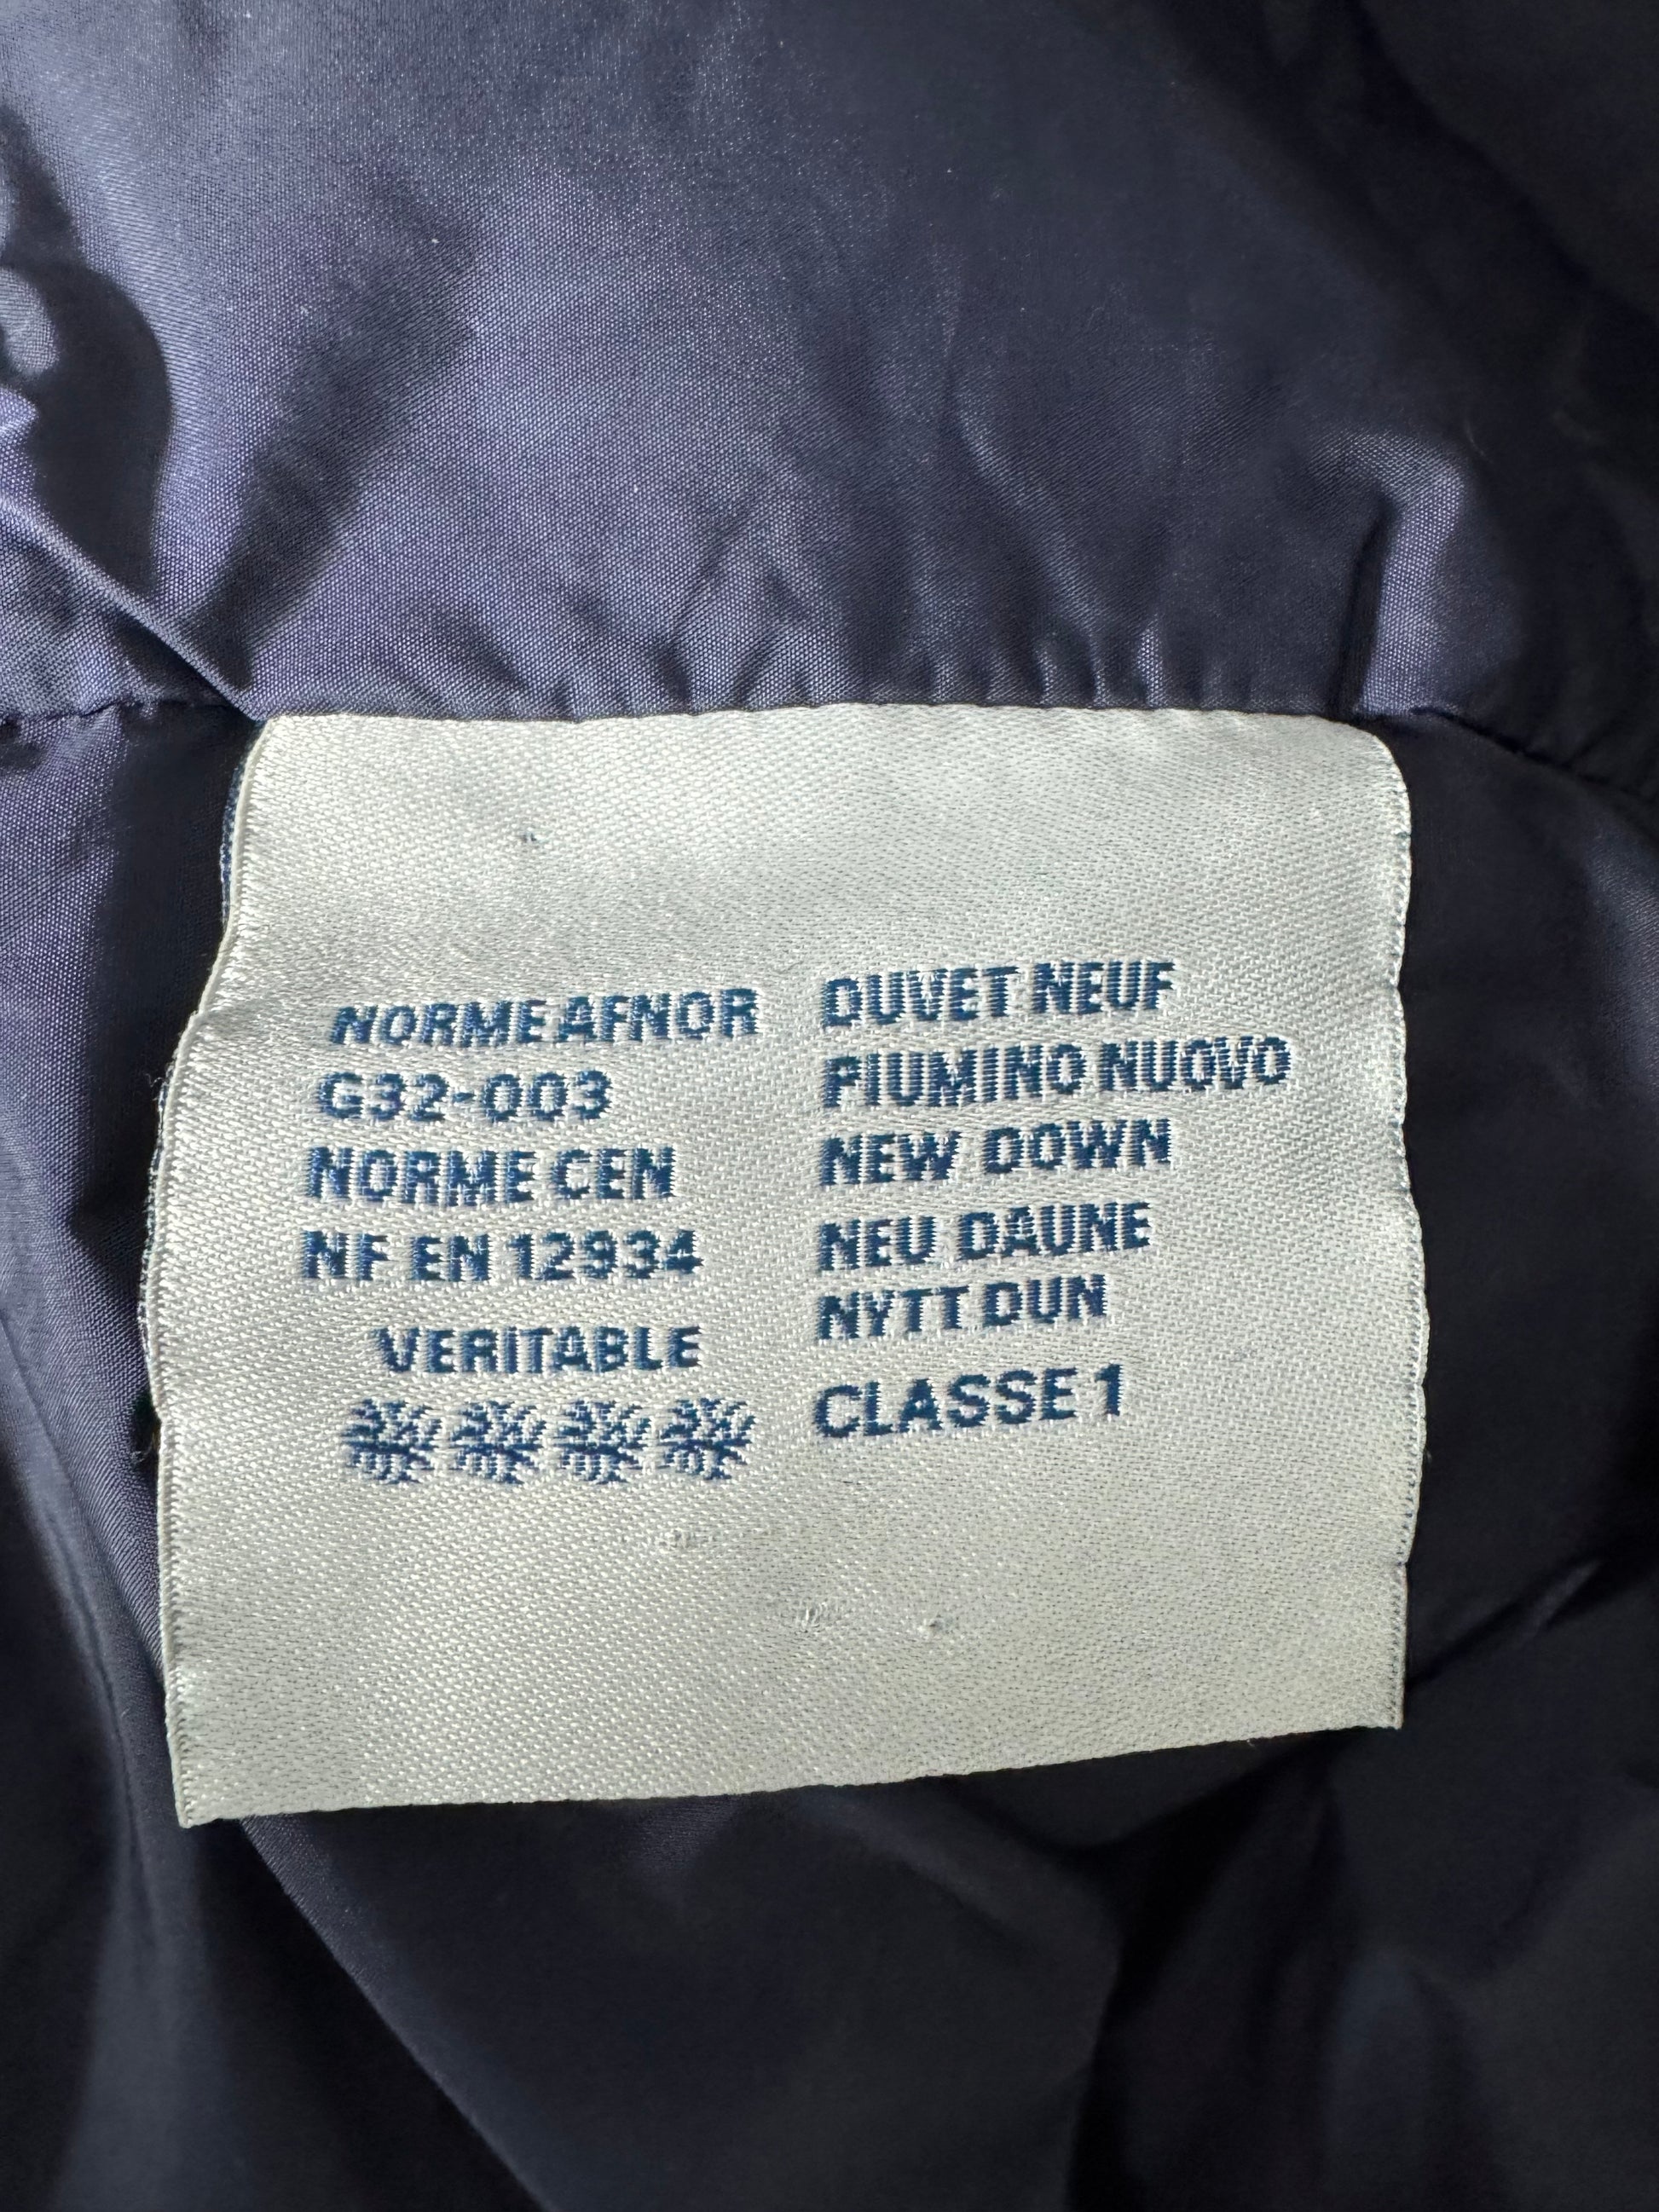 NORME AFNOR
G32-003
NORME CEN
NF EN 12934
VERITABLE
DUVET NEUF
PIUMINO NUOVO
NEW DOWN
NEU DAUNE
NYTT DUN
CLASSE 1